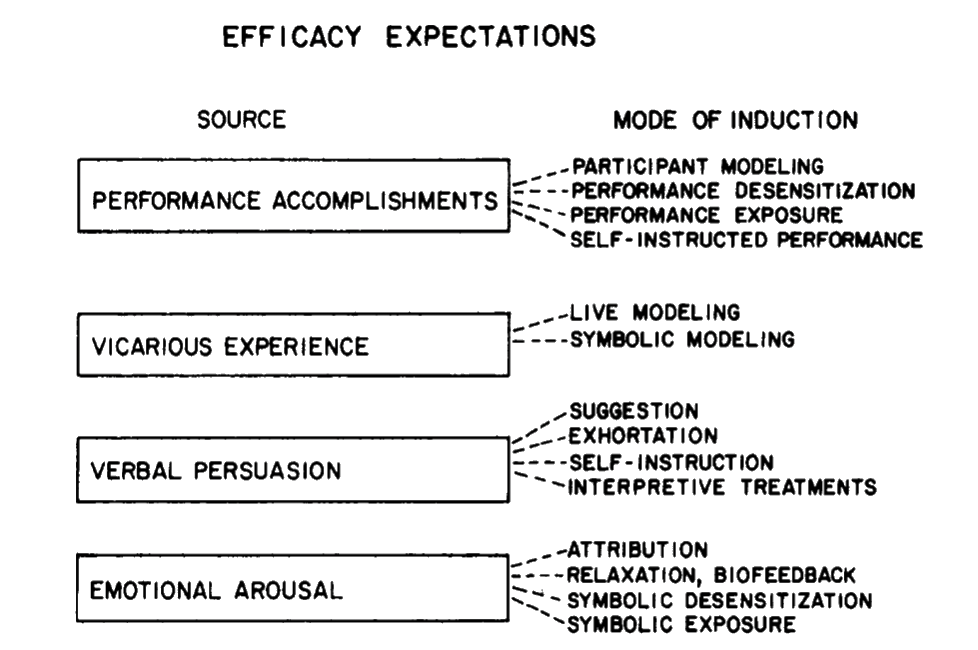 EFFICACY EXPECTATIONS
SOURCE
MODE OF INDUCTION
PERFORMANCE ACCOMPLISHMENTS
PARTICIPANT MODELING
PERFORMANCE DESENSITIZATION
PERFORMANCE EXPOSURE
SELF-INSTRUCTED PERFORMANCE
VICARIOUS EXPERIENCE
LIVE MODELING
SYMBOLIC MODELING
VERBAL PERSUASION
SUGGESTION
EXHORTATION
SELF-INSTRUCTION
INTERPRETIVE TREATMENTS
EMOTIONAL AROUSAL
ATTRIBUTION
RELAXATION, BIOFEEDBACK
SYMBOLIC DESENSITIZATION
SYMBOLIC EXPOSURE